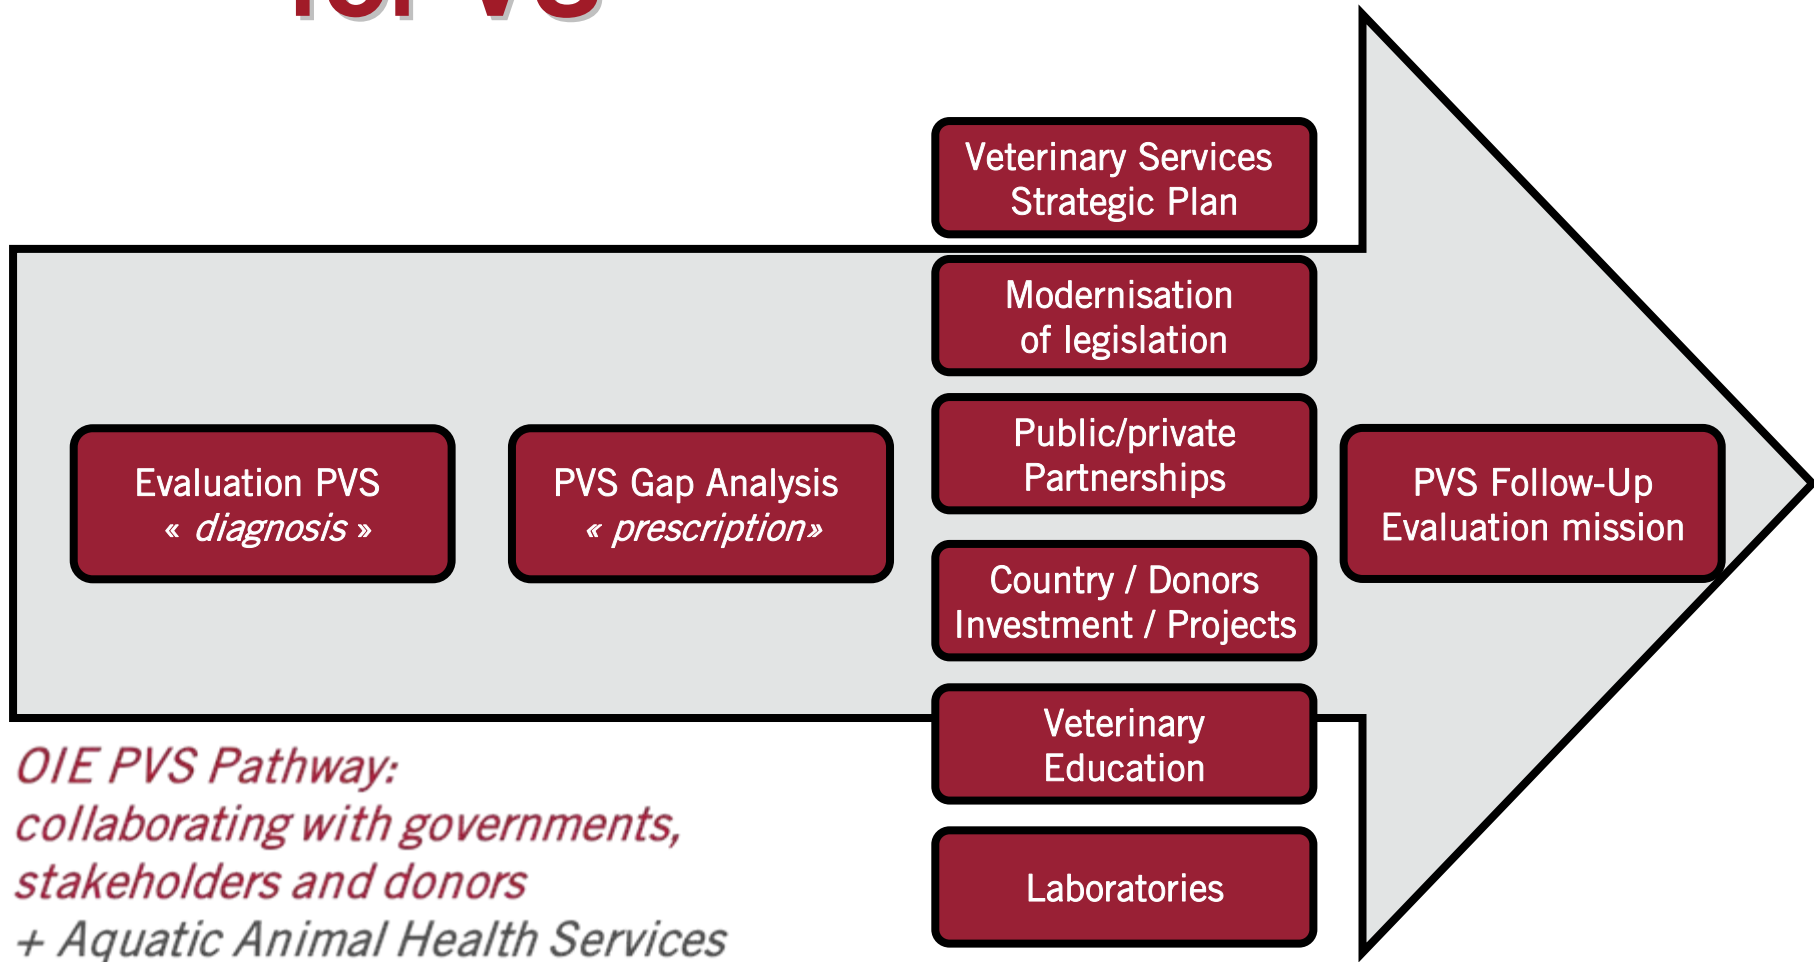 for VS
Veterinary Services
Strategic Plan
Modernisation
of legislation
Public/private
Partnerships
Evaluation PVS
« diagnosis »
PVS Gap Analysis
« prescription»
PVS Follow-Up
Evaluation mission
Country / Donors
Investment / Projects
Veterinary
Education
Laboratories
OIE PVS Pathway:
collaborating with governments,
stakeholders and donors
+ Aquatic Animal Health Services